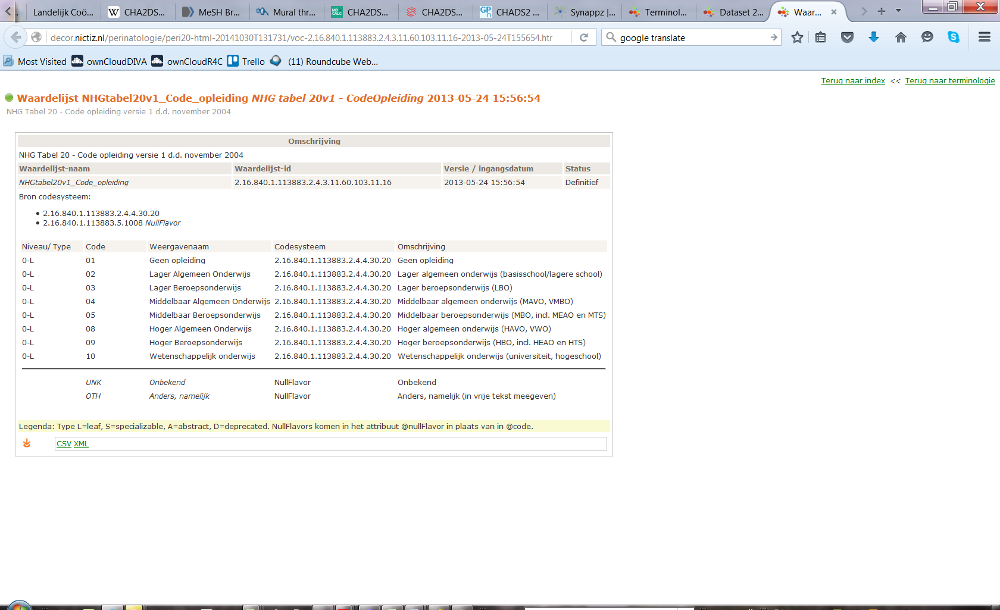 Landelijk Coö...
CHA2DS...
MeSH Br...
Mural thr...
CHA2DS...
CHA2DS...
CHADS2 ...
Synappz |...
Terminol...
Dataset 2...
Waar...
decor.nictiz.nl/perinatologie/peri20-html-20141030T131731/voc-2.16.840.1.113883.2.4.3.11.60.103.11.16-2013-05-24T155654.htr
google translate
Most Visited ownCloudDIVA ownCloudR4C Trello (11) Roundcube Web...
Terug naar index << Terug naar terminologie
Waardelijst NHGtabel20v1_Code_opleiding NHG tabel 20v1 - CodeOpleiding 2013-05-24 15:56:54
NHG Tabel 20 - Code opleiding versie 1 d.d. november 2004
Omschrijving
NHG Tabel 20 - Code opleiding versie 1 d.d. november 2004
Waardelijst-naam Waardelijst-id Versie / ingangsdatum Status
NHGtabel20v1_Code_opleiding 2.16.840.1.113883.2.4.3.11.60.103.11.16 2013-05-24 15:56:54 Definitief
Bron codesysteem:
• 2.16.840.1.113883.2.4.4.30.20
• 2.16.840.1.113883.5.1008 NullFlavor
Niveau/ Type Code Weergavenaam Codesysteem Omschrijving
0-L 01 Geen opleiding 2.16.840.1.113883.2.4.4.30.20 Geen opleiding
0-L 02 Lager Algemeen Onderwijs 2.16.840.1.113883.2.4.4.30.20 Lager algemeen onderwijs (basisschool/lagere school)
0-L 03 Lager Beroepsonderwijs 2.16.840.1.113883.2.4.4.30.20 Lager beroepsonderwijs (LBO)
0-L 04 Middelbaar Algemeen Onderwijs 2.16.840.1.113883.2.4.4.30.20 Middelbaar algemeen onderwijs (MAVO, VMBO)
0-L 05 Middelbaar Beroepsonderwijs 2.16.840.1.113883.2.4.4.30.20 Middelbaar beroepsonderwijs (MBO, incl. MEAO en MTS)
0-L 08 Hoger Algemeen Onderwijs 2.16.840.1.113883.2.4.4.30.20 Hoger algemeen onderwijs (HAVO, VWO)
0-L 09 Hoger Beroepsonderwijs 2.16.840.1.113883.2.4.4.30.20 Hoger beroepsonderwijs (HBO, incl. HEAO en HTS)
0-L 10 Wetenschappelijk onderwijs 2.16.840.1.113883.2.4.4.30.20 Wetenschappelijk onderwijs (universiteit, hogeschool)
UNK Onbekend NullFlavor Onbekend
OTH Anders, namelijk NullFlavor Anders, namelijk (in vrije tekst meegeven)
Legenda: Type L=leaf, S=specializable, A=abstract, D=deprecated. NullFlavors komen in het attribuut @nullFlavor in plaats van in @code.
CSV XML